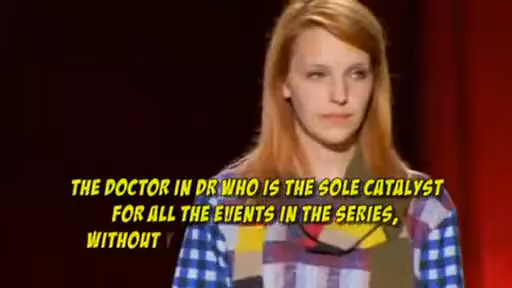 THE DOCTOR IN DR WHO IS THE SOLE CATALYST
FOR ALL THE EVENTS IN THE SERIES,
WITHOUT